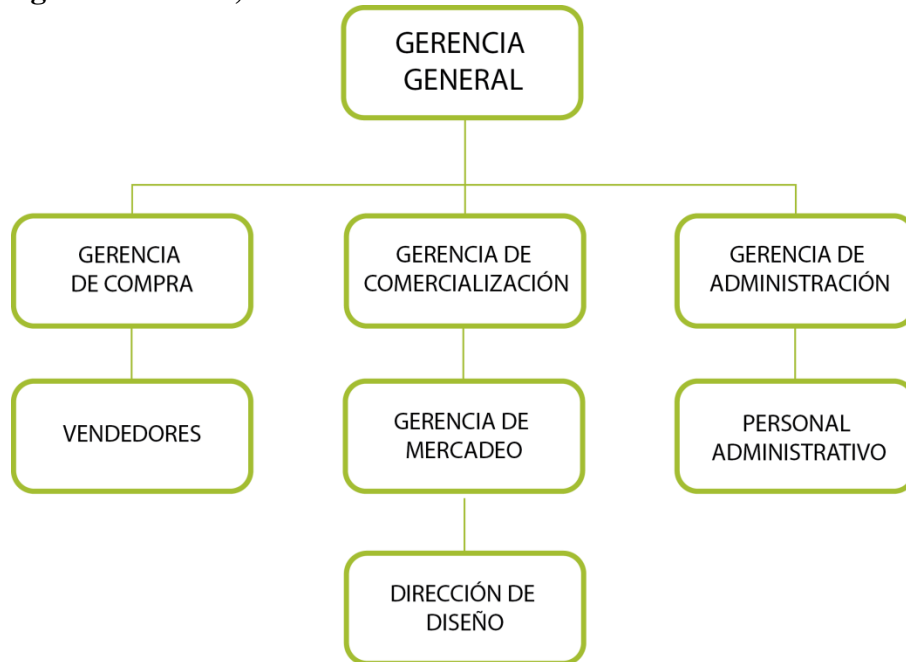 GERENCIA
GENERAL
GERENCIA
DE COMPRA
GERENCIA DE
COMERCIALIZACIÓN
GERENCIA DE
ADMINISTRACIÓN
VENDEDORES
GERENCIA DE
MERCADEO
PERSONAL
ADMINISTRATIVO
DIRECCIÓN DE
DISEÑO